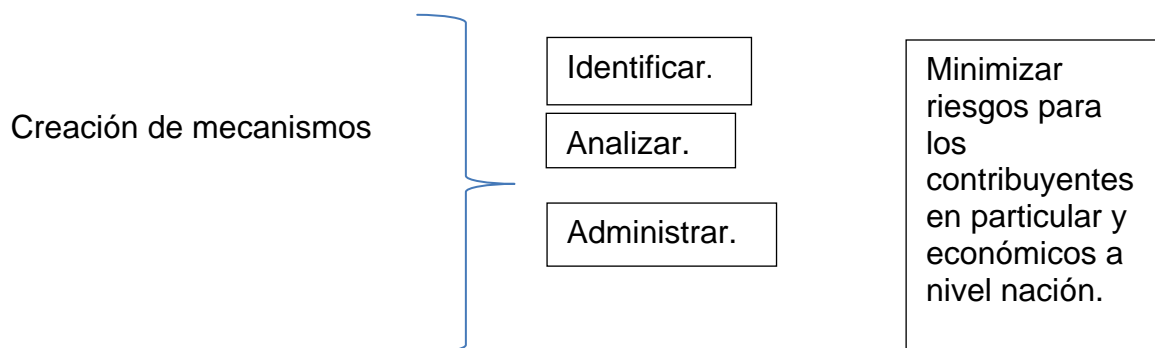 Creación de mecanismos
Identificar.
Analizar.
Administrar.
Minimizar
riesgos para
los
contribuyentes
en particular y
económicos a
nivel nación.